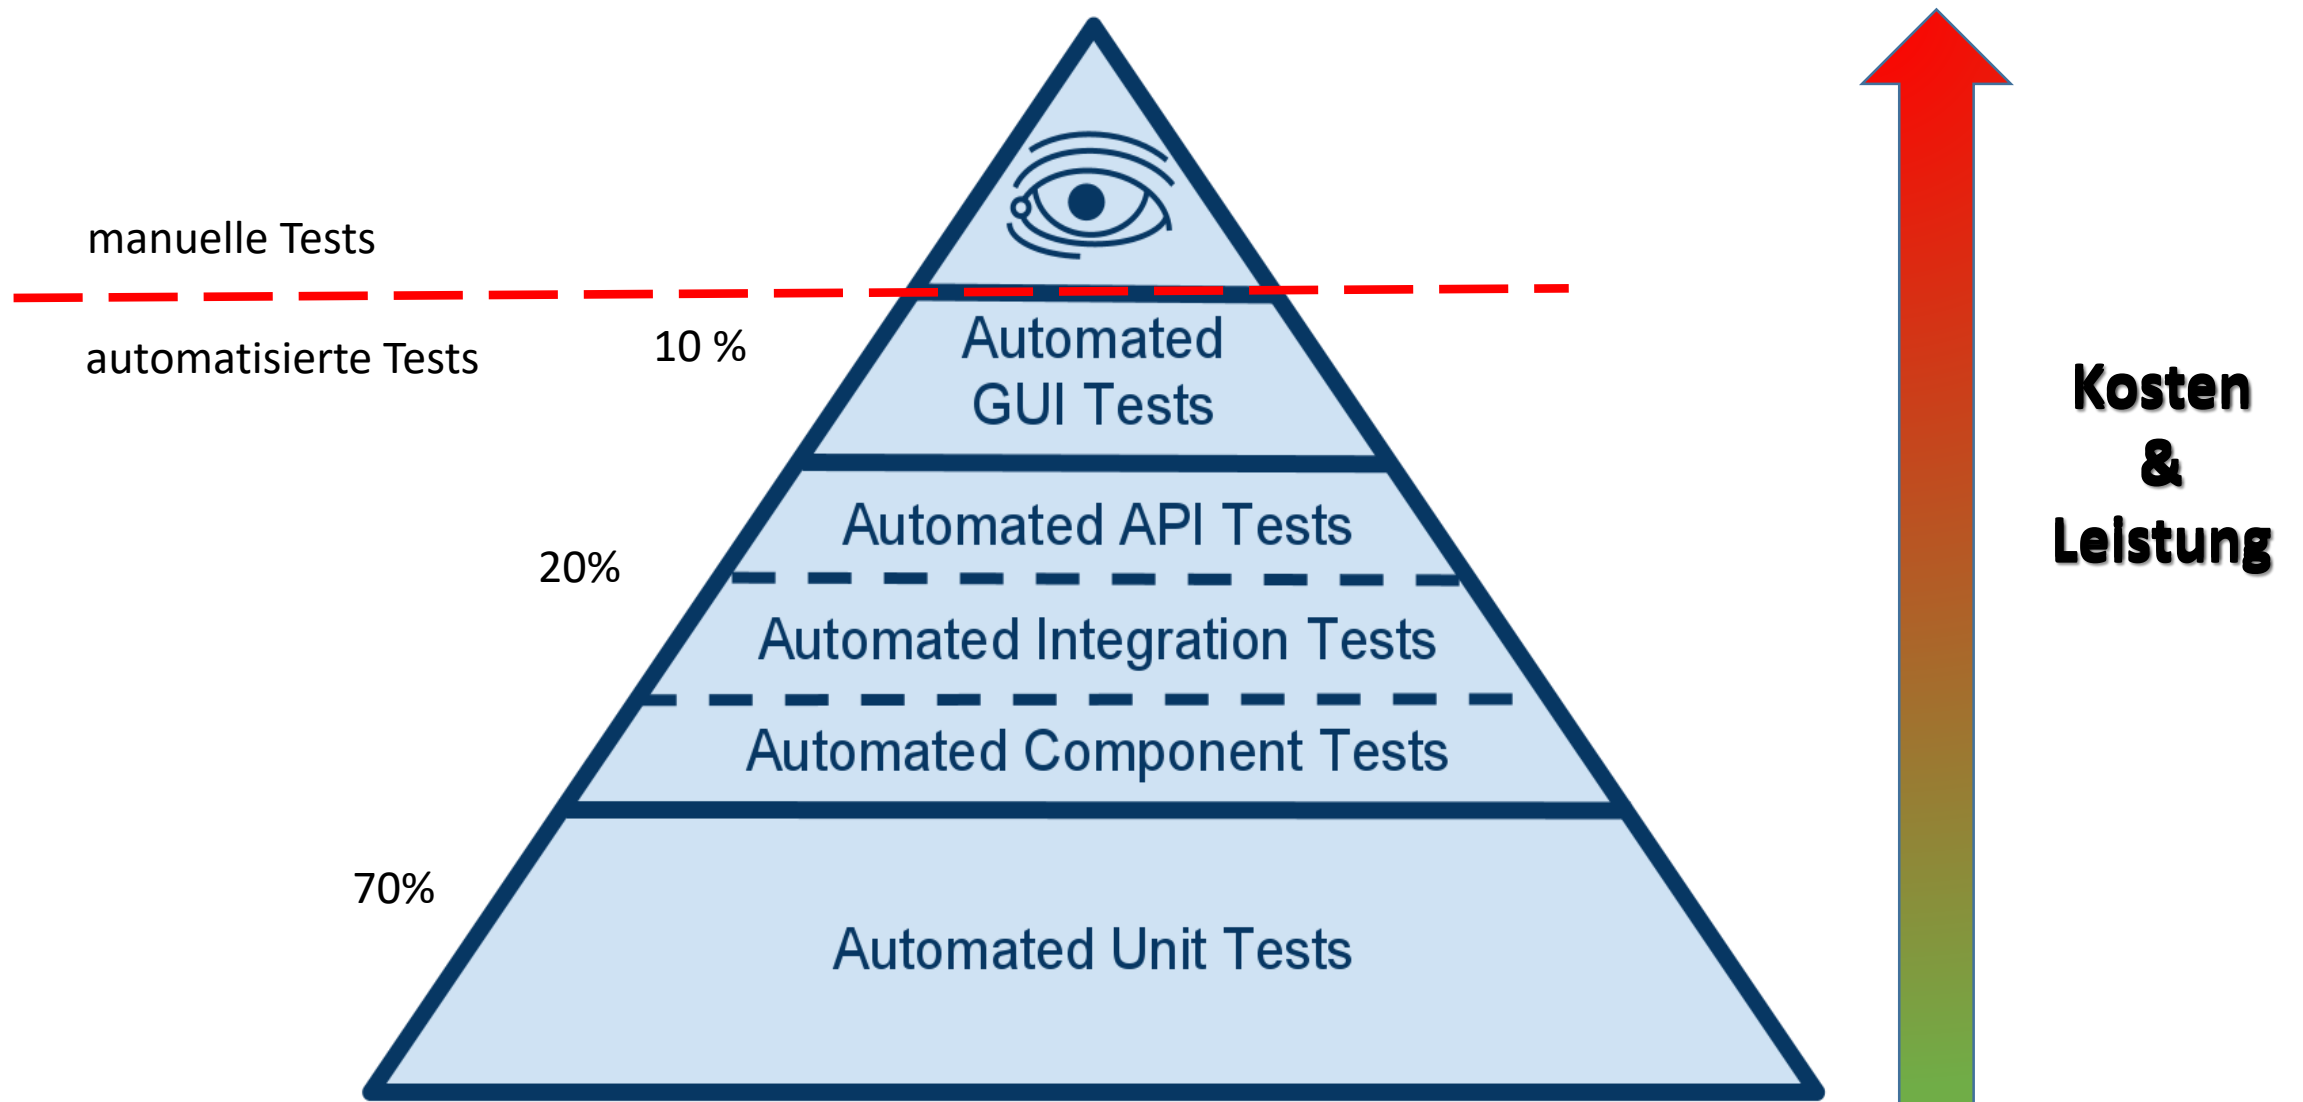 manuelle Tests
automatisierte Tests
10 %
Automated
GUI Tests
20%
Automated API Tests
Automated Integration Tests
Automated Component Tests
70%
Automated Unit Tests
Kosten
&
Leistung